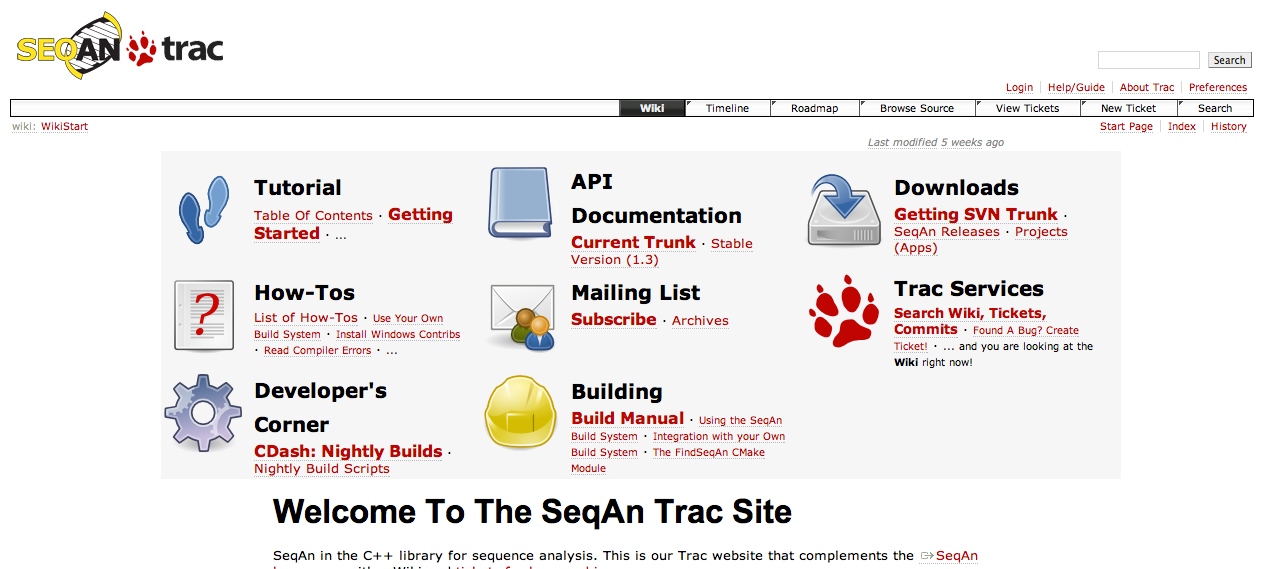 SEQAN trac
Search
Login Help/Guide About Trac Preferences
Wiki Timeline Roadmap Browse Source View Tickets New Ticket Search
wiki: WikiStart
Start Page Index History
Last modified 5 weeks ago
Tutorial
Table Of Contents · Getting
Started · ...
API
Documentation
Current Trunk · Stable
Version (1.3)
Downloads
Getting SVN Trunk ·
SeqAn Releases · Projects
(Apps)
How-Tos
List of How-Tos · Use Your Own
Build System · Install Windows Contribs
· Read Compiler Errors · ...
Mailing List
Subscribe · Archives
Trac Services
Search Wiki, Tickets,
Commits · Found A Bug? Create
Ticket! · ... and you are looking at the
Wiki right now!
Developer's
Corner
CDash: Nightly Builds ·
Nightly Build Scripts
Building
Build Manual · Using the SeqAn
Build System · Integration with your Own
Build System · The FindSeqAn CMake
Module
Welcome To The SeqAn Trac Site
SeqAn in the C++ library for sequence analysis. This is our Trac website that complements the SeqAn